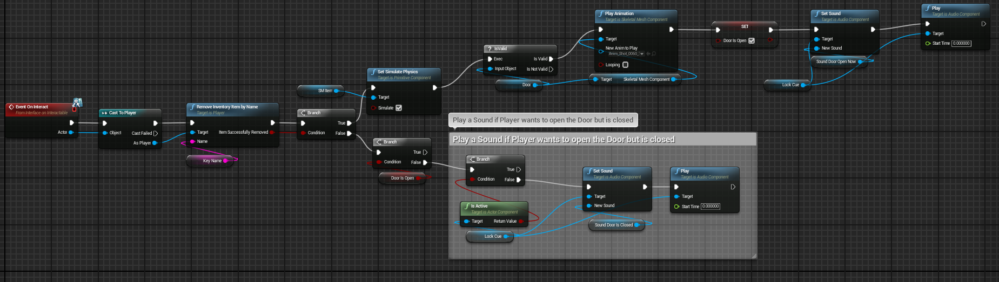 Event On Interact
From Interface on Interactable
Actor
Cast To Player
Object
Cast Failed
As Player
Remove Inventory Item by Name
Target is Player
Target
Item Successfully Removed
Name
Key Name
Branch
True
Condition
False
SM Item
Set Simulate Physics
Target is Primitive Component
Target
Simulate
Branch
True
Condition
False
Door Is Open
IsValid
Exec
Is Valid
Input Object
Is Not Valid
Door
Play Animation
Target is Skeletal Mesh Component
Target
New Anim to Play
Anim_Shot_0060_
Looping
Target
Skeletal Mesh Component
SET
Door Is Open
Set Sound
Target is Audio Component
Target
New Sound
Sound Door Open Now
Lock Cue
Play
Target is Audio Component
Target
Start Time 0.000000
Play a Sound if Player wants to open the Door but is closed
Play a Sound if Player wants to open the Door but is closed
Branch
True
Condition
False
Is Active
Target is Actor Component
Target
Return Value
Lock Cue
Set Sound
Target is Audio Component
Target
New Sound
Sound Door Is Closed
Play
Target is Audio Component
Target
Start Time 0.000000